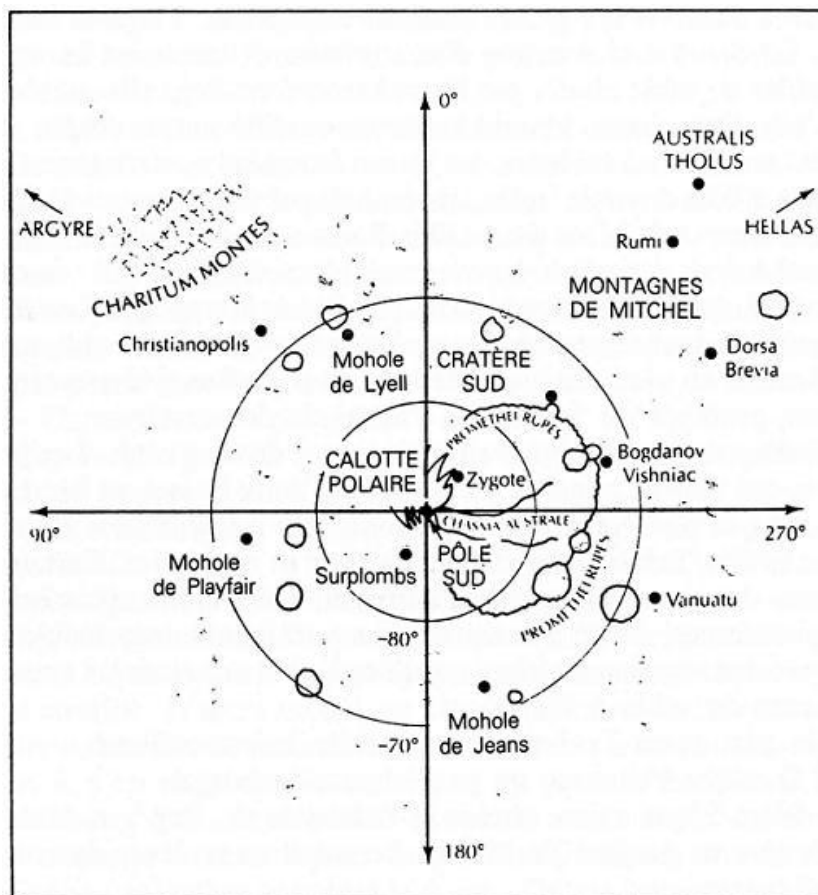 0°
AUSTRALIS
THOLUS
ARGYRE
HELLAS
CHARITUM MONTES
Rumi
MONTAGNES
DE MITCHEL
Christianopolis
Mohole
de Lyell
CRATÈRE
SUD
Dorsa
Brevia
PROMETHEI RUPES
CALOTTE
POLAIRE
Zygote
Bogdanov
Vishniac
90°
CHASMA AUSTRALE
270°
Mohole
de Playfair
Surplombs
PÔLE
SUD
PROMETHEI RUPES
Vanuatu
-80°
-70°
Mohole
de Jeans
180°